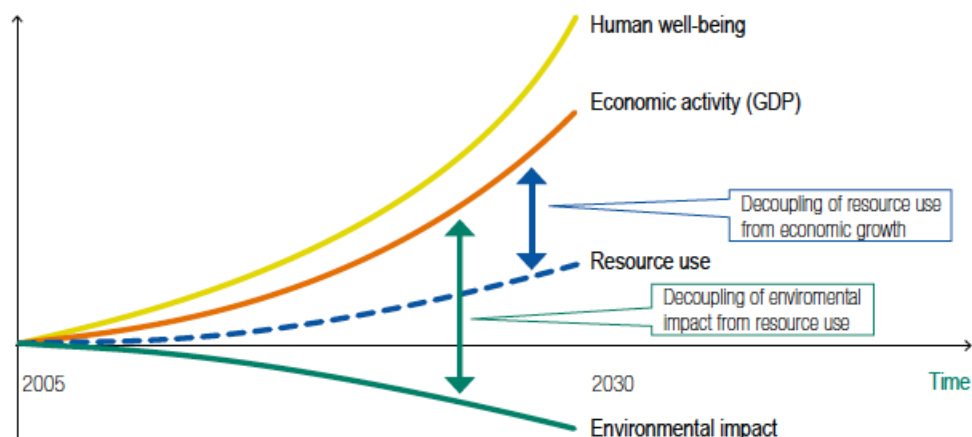 Human well-being
Economic activity (GDP)
Decoupling of resource use
from economic growth
Resource use
Decoupling of enviromental
impact from resource use
2005
2030
Time
Environmental impact